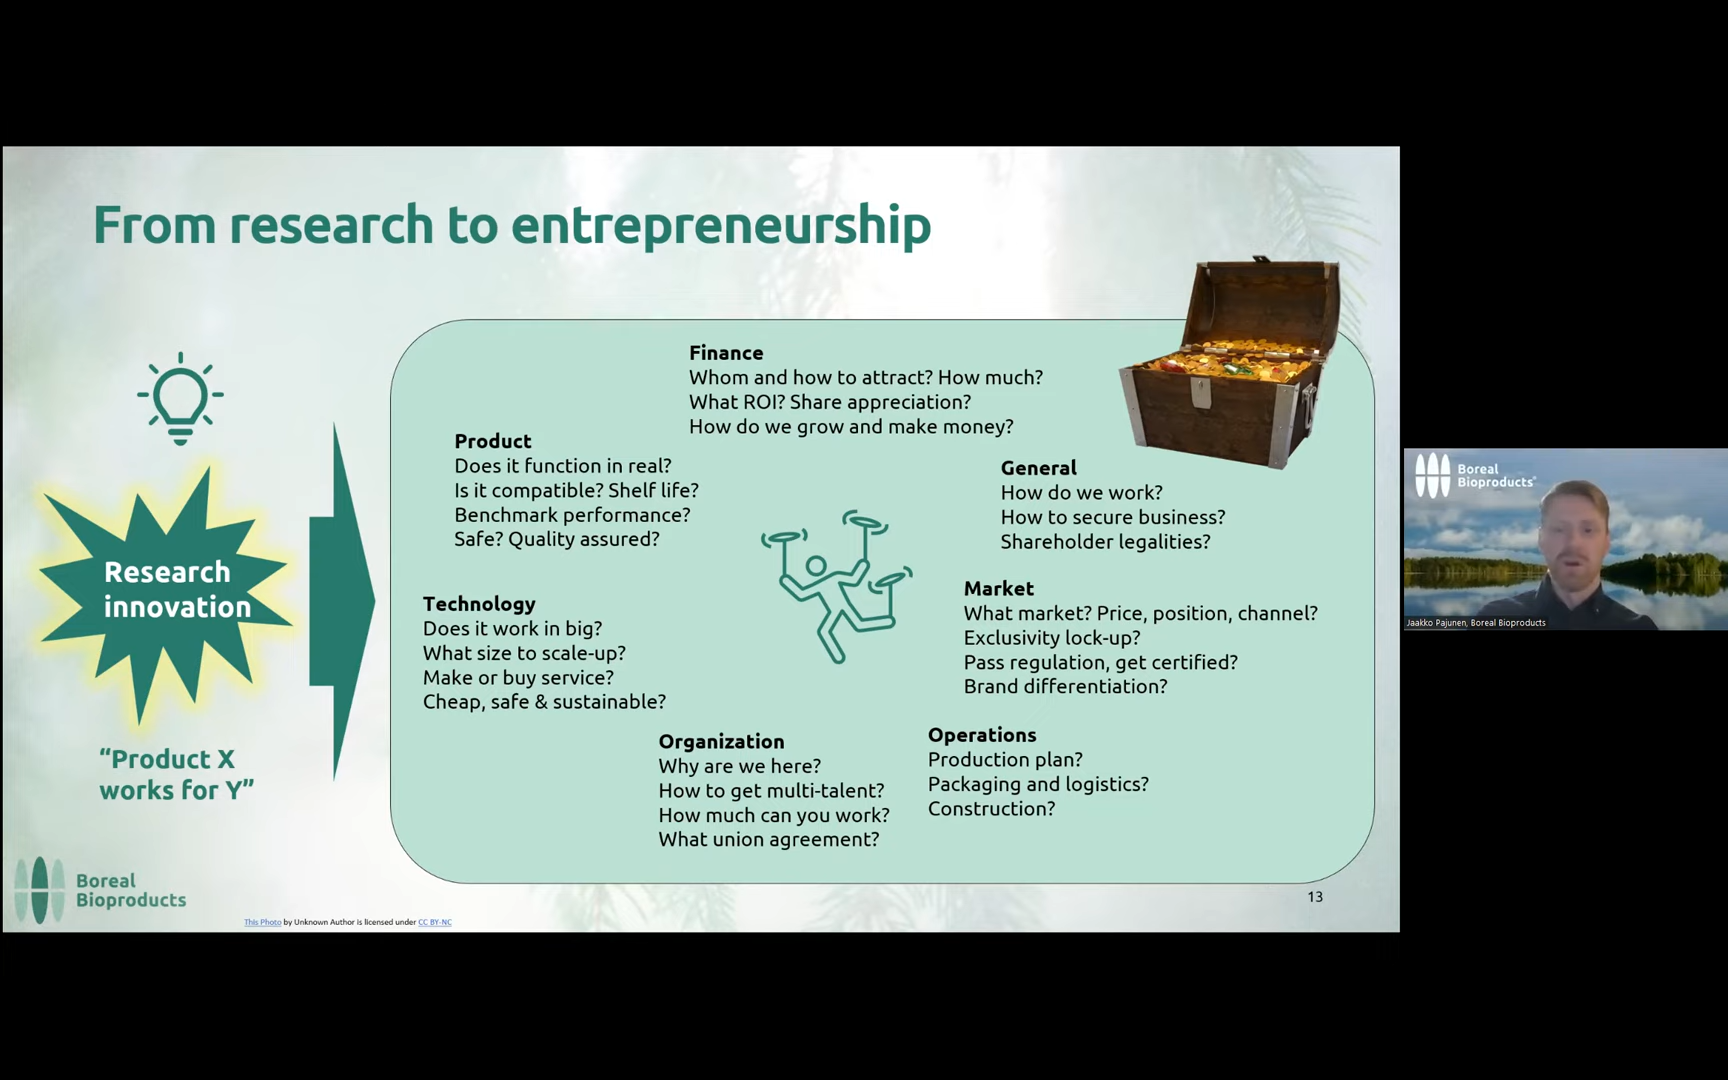 From research to entrepreneurship
Research
innovation
“Product X
works for Y”
Finance
Whom and how to attract? How much?
What ROI? Share appreciation?
How do we grow and make money?
Product
Does it function in real?
Is it compatible? Shelf life?
Benchmark performance?
Safe? Quality assured?
General
How do we work?
How to secure business?
Shareholder legalities?
Technology
Does it work in big?
What size to scale-up?
Make or buy service?
Cheap, safe & sustainable?
Market
What market? Price, position, channel?
Exclusivity lock-up?
Pass regulation, get certified?
Brand differentiation?
Organization
Why are we here?
How to get multi-talent?
How much can you work?
What union agreement?
Operations
Production plan?
Packaging and logistics?
Construction?
Boreal
Bioproducts
This Photo by Unknown Author is licensed under CC BY-NC
13
Boreal
Bioproducts
Jaakko Pajunen, Boreal Bioproducts